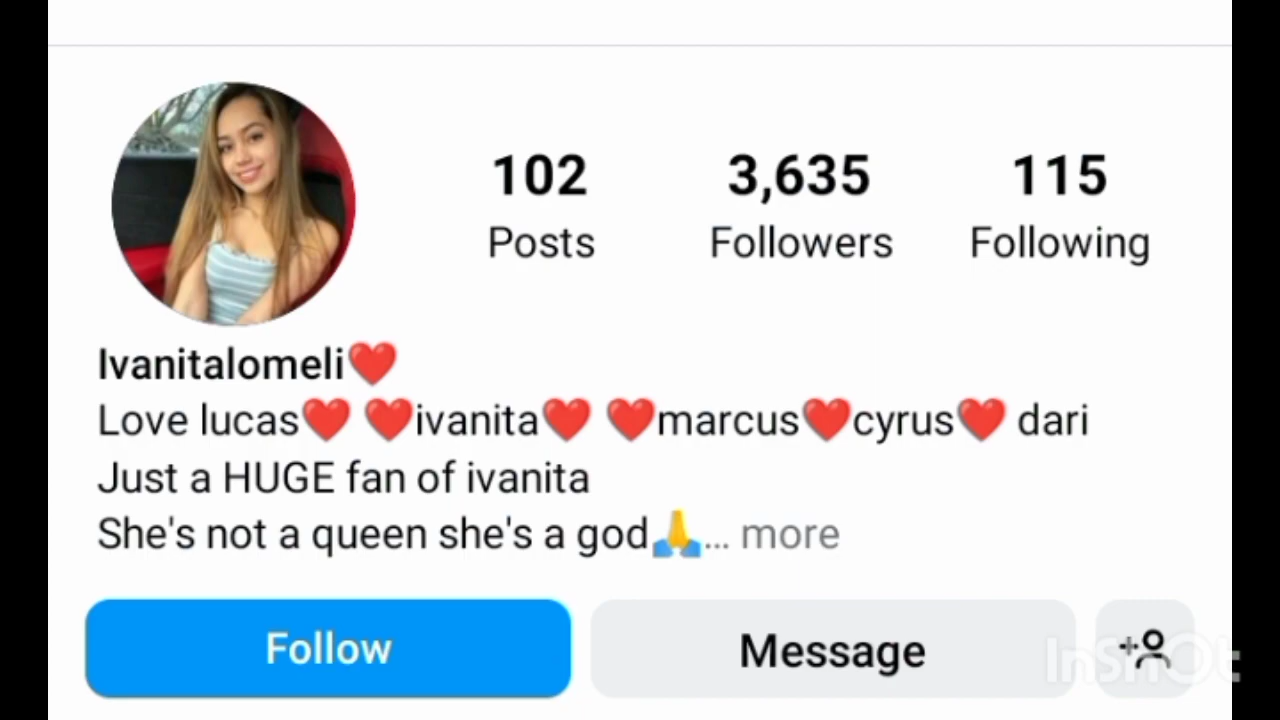 102 3,635 115
Posts Followers Following
Ivanitalomeli❤️
Love lucas❤️ ❤️ivanita❤️ ❤️marcus❤️cyrus❤️ dari
Just a HUGE fan of ivanita
She's not a queen she's a god🙏... more
Follow Message
InShOt